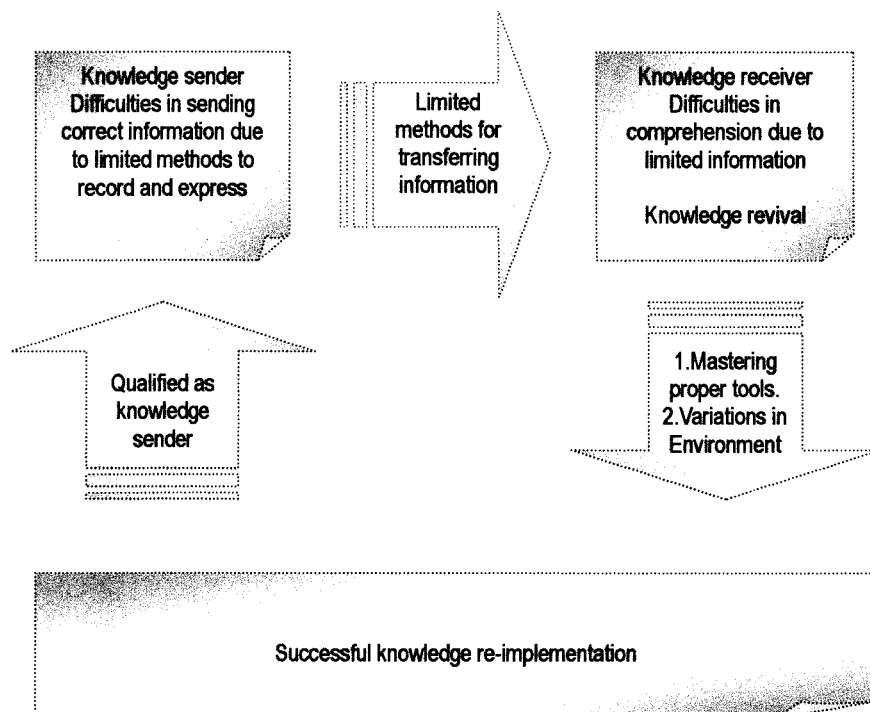 Knowledge sender
Difficulties in sending
correct information due
to limited methods to
record and express
Limited
methods for
transferring
information
Knowledge receiver
Difficulties in
comprehension due to
limited information
Knowledge revival
Qualified as
knowledge
sender
1.Mastering
proper tools.
2.Variations in
Environment
Successful knowledge re-implementation